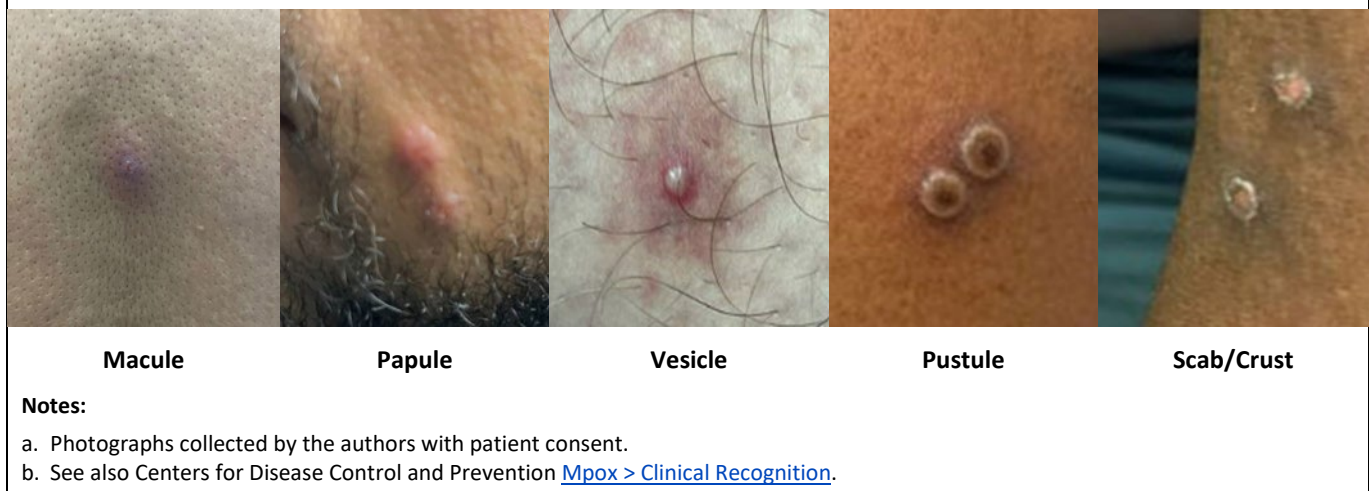 Macule Papule Vesicle Pustule Scab/Crust
Notes:
a. Photographs collected by the authors with patient consent.
b. See also Centers for Disease Control and Prevention Mpox > Clinical Recognition.